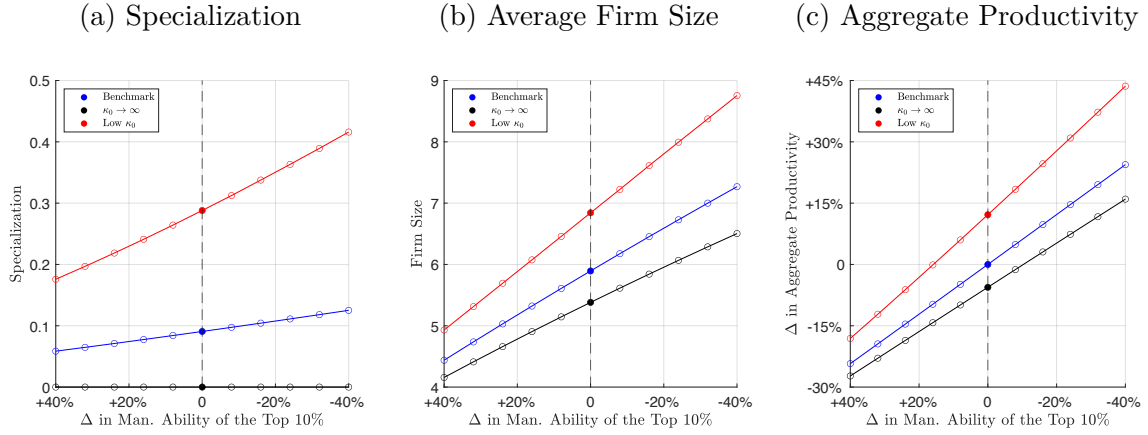 (a) Specialization
0.5
0.4
0.3
0.2
0.1
0
Specialization
Benchmark
κ₀ → ∞
Low κ₀
+40%
+20%
0
-20%
-40%
Δ in Man. Ability of the Top 10%
(b) Average Firm Size
9
8
7
6
5
4
Firm Size
Benchmark
κ₀ → ∞
Low κ₀
+40%
+20%
0
-20%
-40%
Δ in Man. Ability of the Top 10%
(c) Aggregate Productivity
+45%
+30%
+15%
0
-15%
-30%
Δ in Aggregate Productivity
Benchmark
κ₀ → ∞
Low κ₀
+40%
+20%
0
-20%
-40%
Δ in Man. Ability of the Top 10%